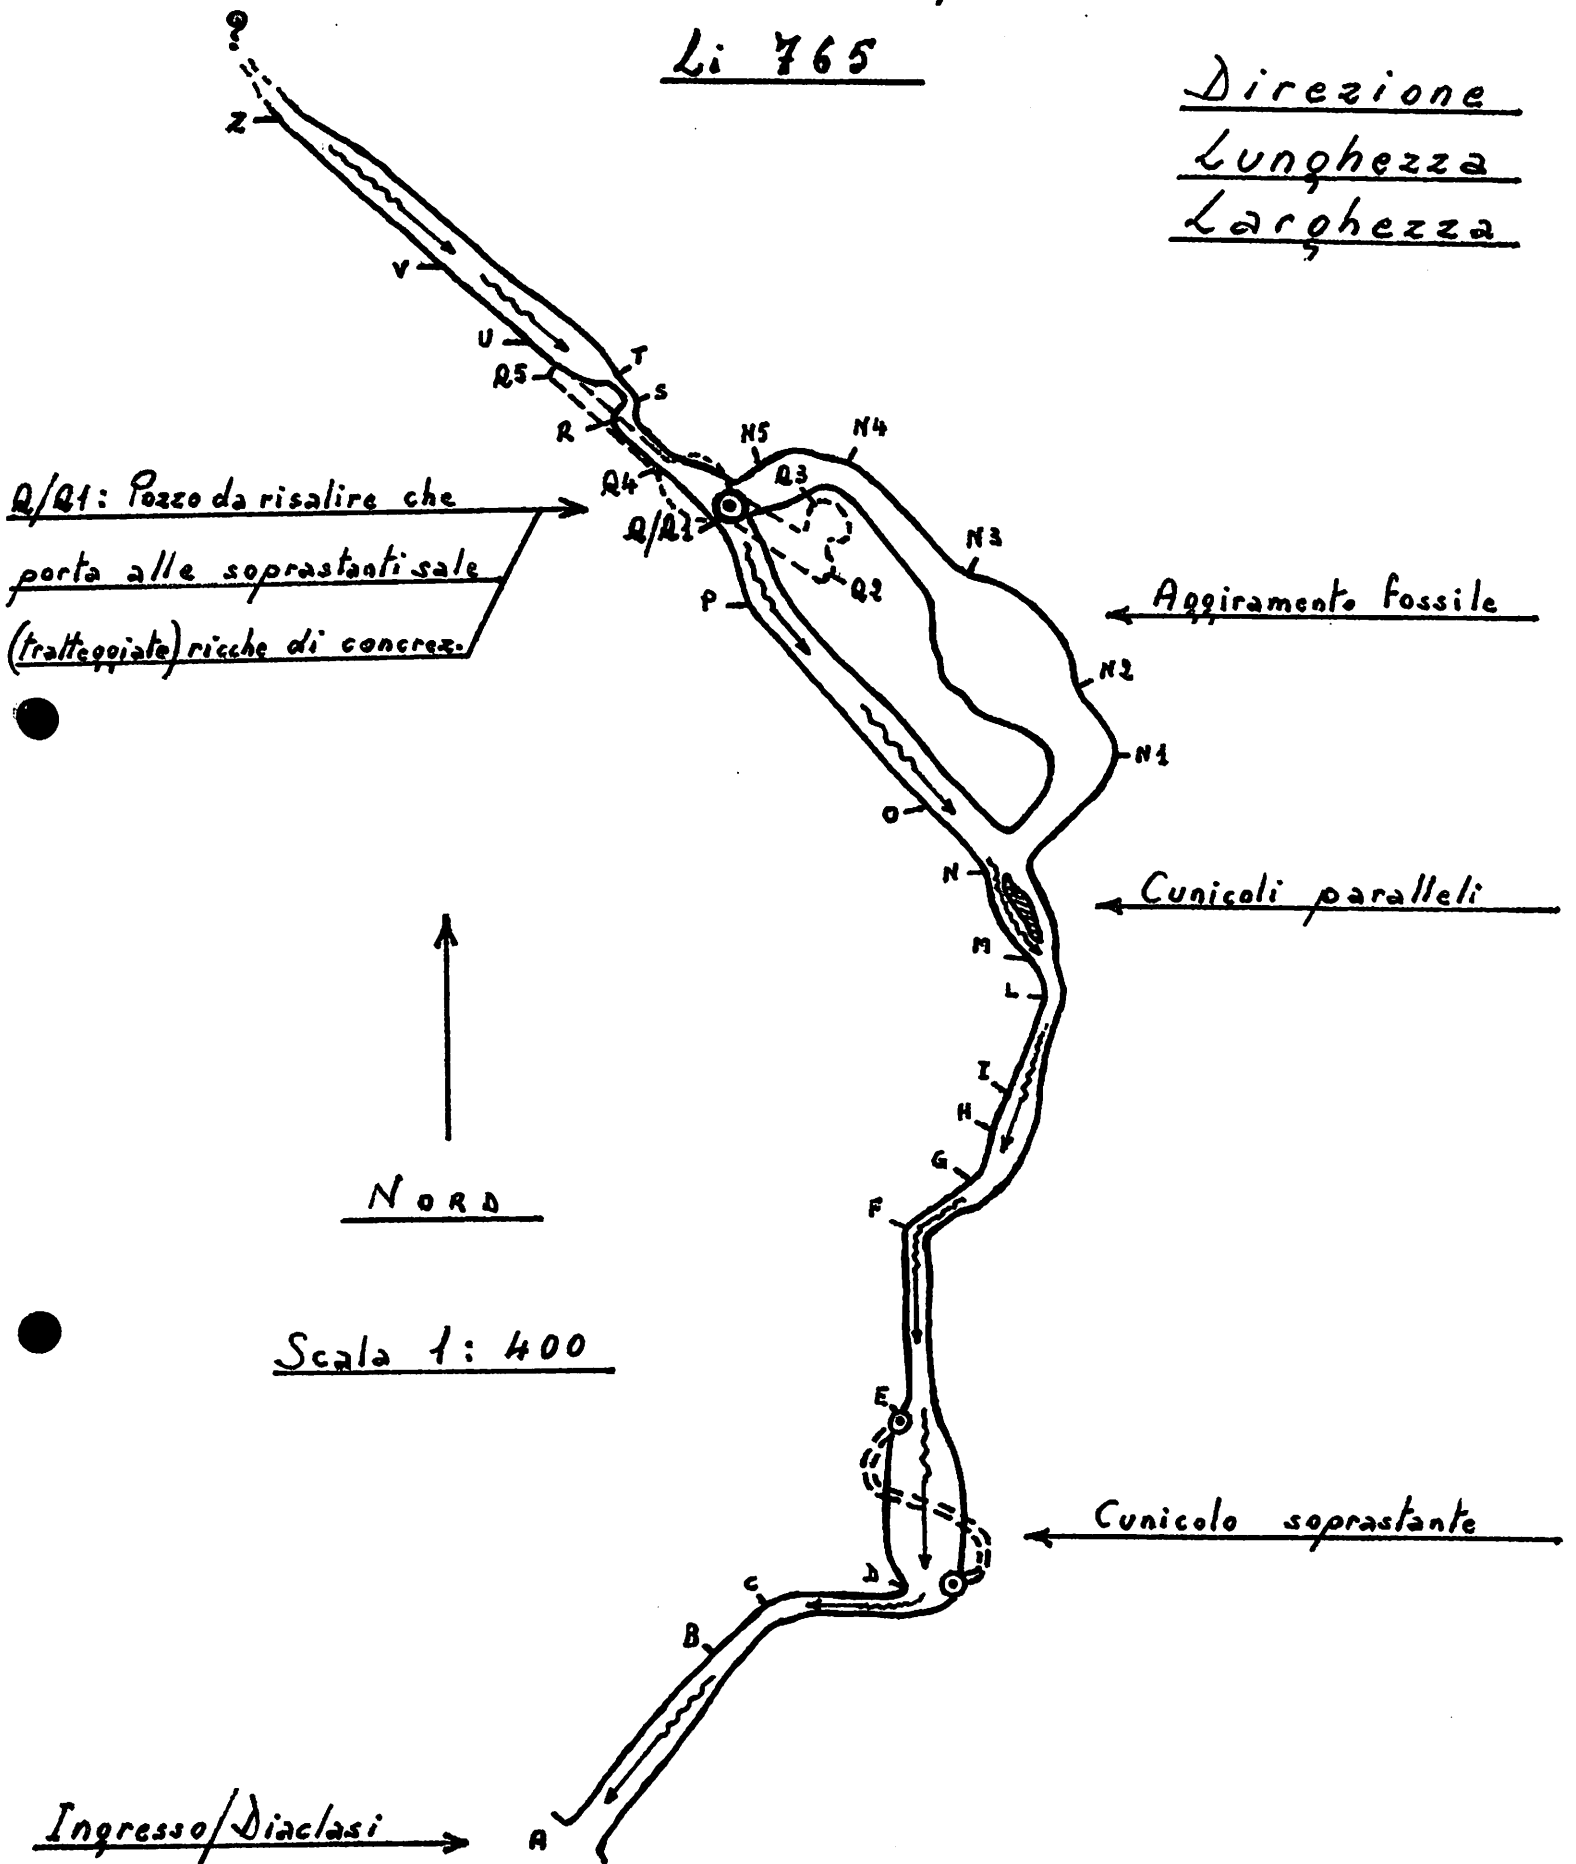 ?
Li 765
Direzione
Lunghezza
Larghezza
Z
V
U
T
Q5
S
R
N5
N4
Q3
Q4
Q/Q1: Pozzo da risalire che
porta alle soprastanti sale
(tratteggiate) ricche di concrez.
Q/Q1
N3
Q2
P
Aggiramento fossile
N2
N1
O
N
Cunicoli paralleli
M
L
I
H
G
F
NORD
Scala 1: 400
E
Cunicolo soprastante
D
C
B
Ingresso/Diaclasi
A